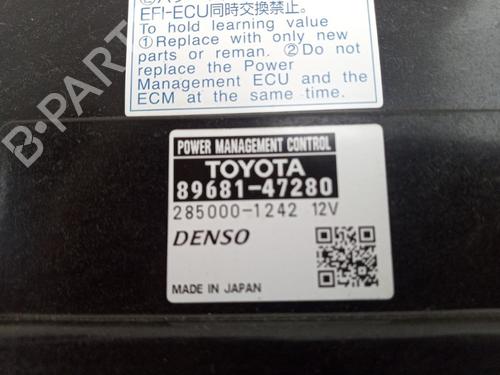 EFI-ECU同時交換禁止。
To hold learning value
①Replace with only new
parts or reman. ②Do not
replace the Power
Management ECU and the
ECM at the same time.
POWER MANAGEMENT CONTROL
TOYOTA
89681-47280
285000-1242 12V
DENSO
MADE IN JAPAN
B-PARTS